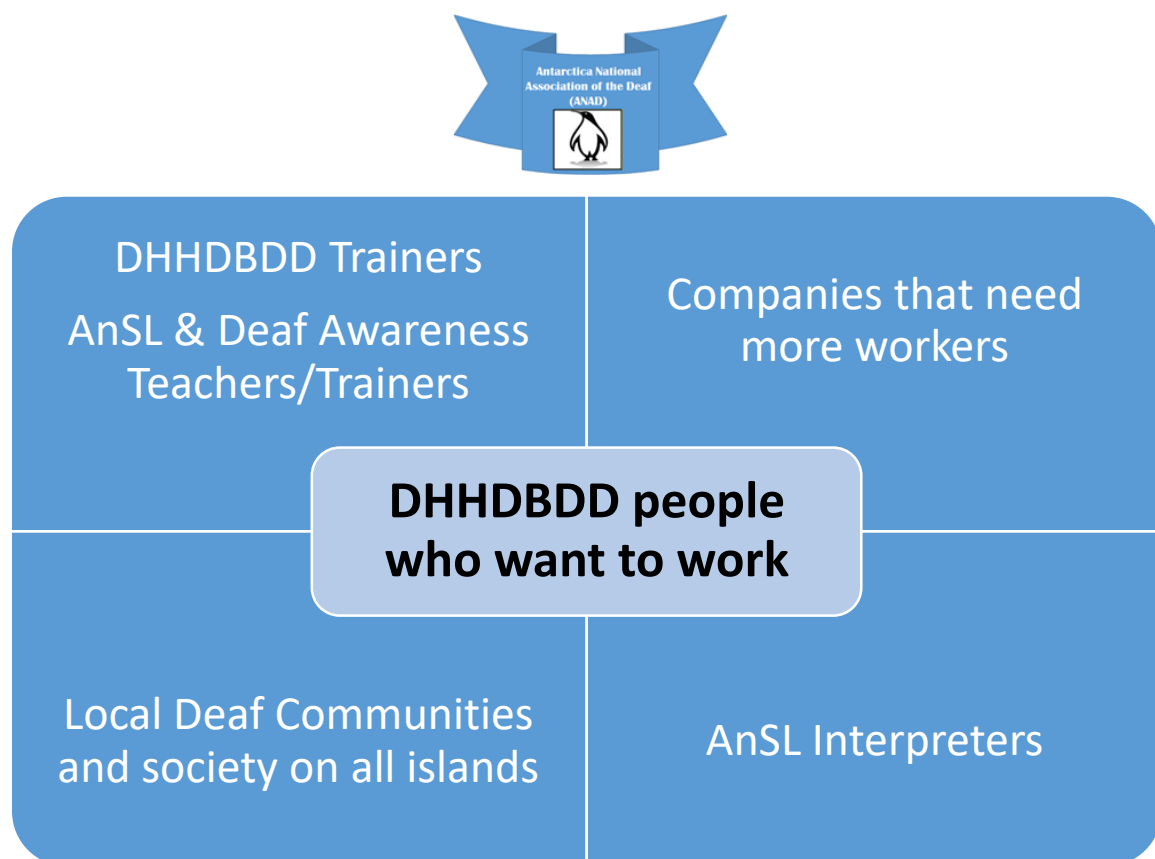 Antarctica National
Association of the Deaf
(ANAD)
DHHDBDD Trainers
AnSL & Deaf Awareness
Teachers/Trainers
Companies that need
more workers
DHHDBDD people
who want to work
Local Deaf Communities
and society on all islands
AnSL Interpreters